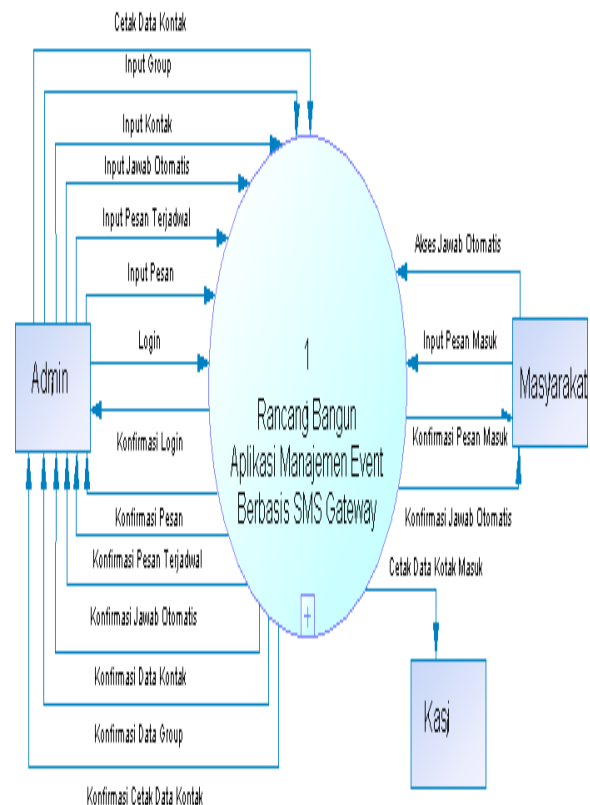 Cetak Data Kontak
Input Group
Input Kontak
Input Jawab Otomatis
Input Pesan Terjadwal
Input Pesan
Login
Admin
Konfirmasi Login
Konfirmasi Pesan
Konfirmasi Pesan Terjadwal
Konfirmasi Jawab Otomatis
Konfirmasi Data Kontak
Konfirmasi Data Group
Konfirmasi Cetak Data Kontak
1
Rancang Bangun
Aplikasi Manajemen Event
Berbasis SMS Gateway
+
Akses Jawab Otomatis
Input Pesan Masuk
Masyarakat
Konfirmasi Pesan Masuk
Konfirmasi Jawab Otomatis
Cetak Data Kotak Masuk
Kasi